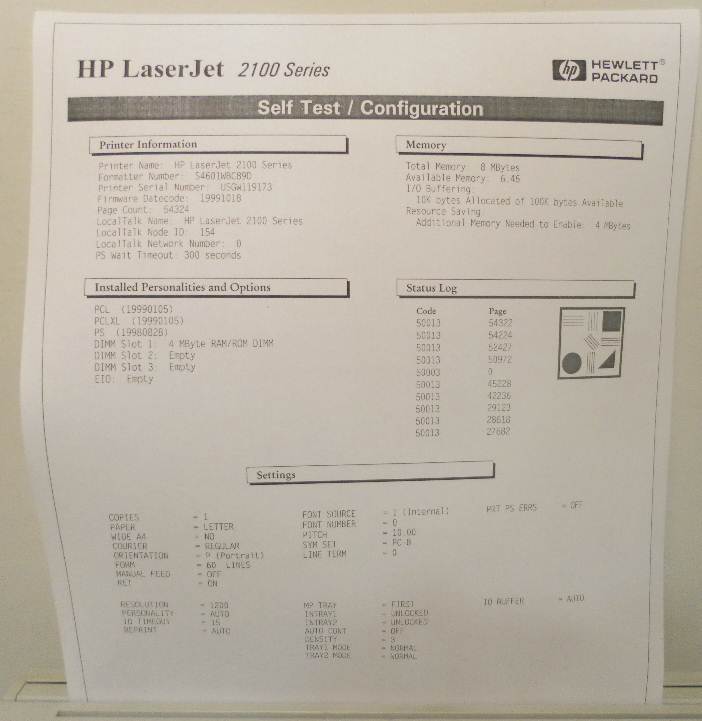 HP LaserJet 2100 Series
hp HEWLETT®
PACKARD
Self Test / Configuration
Printer Information
Printer Name: HP LaserJet 2100 Series
Formatter Number:
Printer Serial Number: USGW119173
Firmware Datecode: 19991018
Page Count: 54324
LocalTalk Name: HP LaserJet 2100 Series
LocalTalk Node ID: 154
LocalTalk Network Number: 0
PS Wait Timeout: 300 seconds
Memory
Total Memory: 8 MBytes
Available Memory: 6.45
I/O Buffering:
10K bytes Allocated of 100K bytes Available
Resource Saving
Additional Memory Needed to Enable: 4 MBytes
Installed Personalities and Options
PCL (19990105)
PCLXL (19990105)
PS (19980828)
DIMM Slot 1: 4 MByte RAM/ROM DIMM
DIMM Slot 2: Empty
DIMM Slot 3: Empty
EIO: Empty
Status Log
Code Page
50013 54322
50013 54224
50013 52427
50013 50972
50003 0
50013 45228
50013 42236
50013 29123
50013 28618
50013 27682
Settings
COPIES = 1
PAPER = LETTER
WIDE A4 = NO
COURIER = REGULAR
ORIENTATION = P (Portrait)
FORM = 60 LINES
MANUAL FEED = OFF
RET = ON
FONT SOURCE = I (Internal)
FONT NUMBER = 0
PITCH = 10.00
SYM SET = PC-8
LINE TERM = 0
PRT PS ERRS = OFF
RESOLUTION = 1200
PERSONALITY = AUTO
IO TIMEOUT = 15
REPRINT = AUTO
MP TRAY = FIRST
INTRAY1 = UNLOCKED
INTRAY2 = UNLOCKED
AUTO CONT = OFF
DENSITY = 3
TRAY1 MODE = NORMAL
TRAY2 MODE = NORMAL
IO BUFFER = AUTO